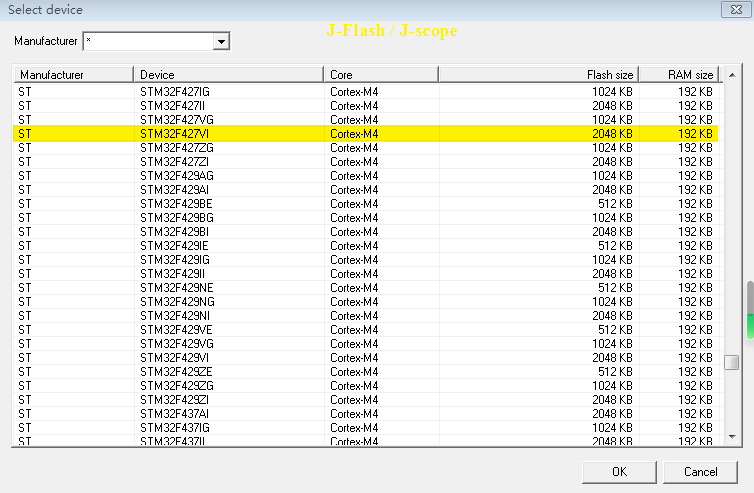 Select device
J-Flash / J-scope
Manufacturer *
Manufacturer Device Core Flash size RAM size
ST STM32F427IG Cortex-M4 1024 KB 192 KB
ST STM32F427II Cortex-M4 2048 KB 192 KB
ST STM32F427VG Cortex-M4 1024 KB 192 KB
ST STM32F427VI Cortex-M4 2048 KB 192 KB
ST STM32F427ZG Cortex-M4 1024 KB 192 KB
ST STM32F427ZI Cortex-M4 2048 KB 192 KB
ST STM32F429AG Cortex-M4 1024 KB 192 KB
ST STM32F429AI Cortex-M4 2048 KB 192 KB
ST STM32F429BE Cortex-M4 512 KB 192 KB
ST STM32F429BG Cortex-M4 1024 KB 192 KB
ST STM32F429BI Cortex-M4 2048 KB 192 KB
ST STM32F429IE Cortex-M4 512 KB 192 KB
ST STM32F429IG Cortex-M4 1024 KB 192 KB
ST STM32F429II Cortex-M4 2048 KB 192 KB
ST STM32F429NE Cortex-M4 512 KB 192 KB
ST STM32F429NG Cortex-M4 1024 KB 192 KB
ST STM32F429NI Cortex-M4 2048 KB 192 KB
ST STM32F429VE Cortex-M4 512 KB 192 KB
ST STM32F429VG Cortex-M4 1024 KB 192 KB
ST STM32F429VI Cortex-M4 2048 KB 192 KB
ST STM32F429ZE Cortex-M4 512 KB 192 KB
ST STM32F429ZG Cortex-M4 1024 KB 192 KB
ST STM32F429ZI Cortex-M4 2048 KB 192 KB
ST STM32F437AI Cortex-M4 2048 KB 192 KB
ST STM32F437IG Cortex-M4 1024 KB 192 KB
ST STM32F437II Cortex-M4 2048 KB 192 KB
OK Cancel